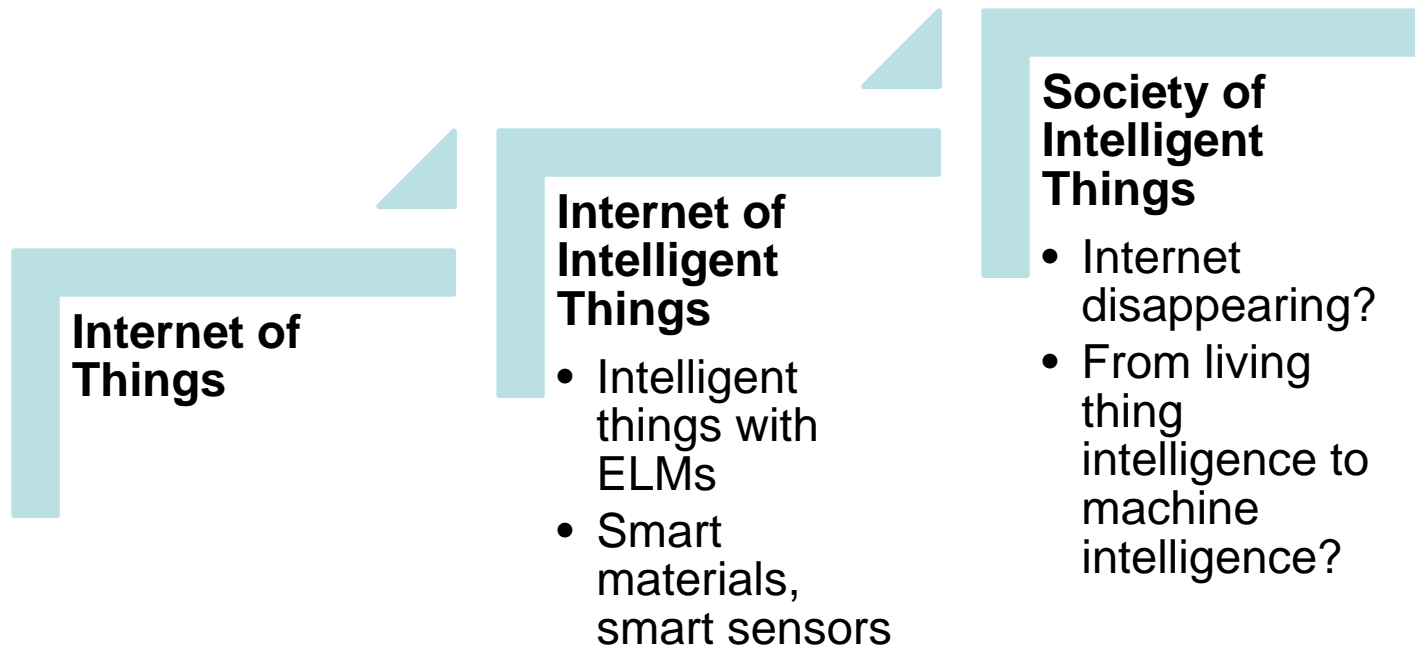 Internet of
Things
Internet of
Intelligent
Things
• Intelligent
things with
ELMs
• Smart
materials,
smart sensors
Society of
Intelligent
Things
• Internet
disappearing?
• From living
thing
intelligence to
machine
intelligence?